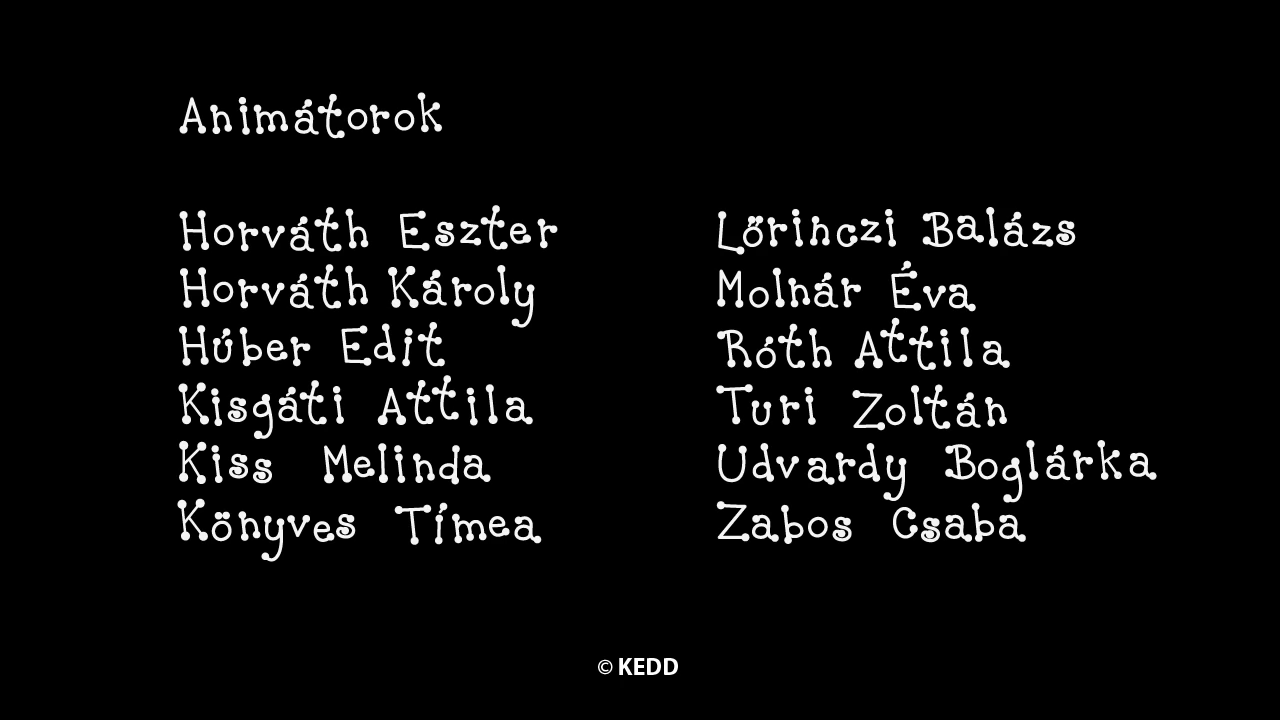 Animátorok
Horváth Eszter
Horváth Károly
Húber Edit
Kisgáti Attila
Kiss Melinda
Könyves Tímea
Lőrinczi Balázs
Molnár Éva
Róth Attila
Turi Zoltán
Udvardy Boglárka
Zabos Csaba
© KEDD